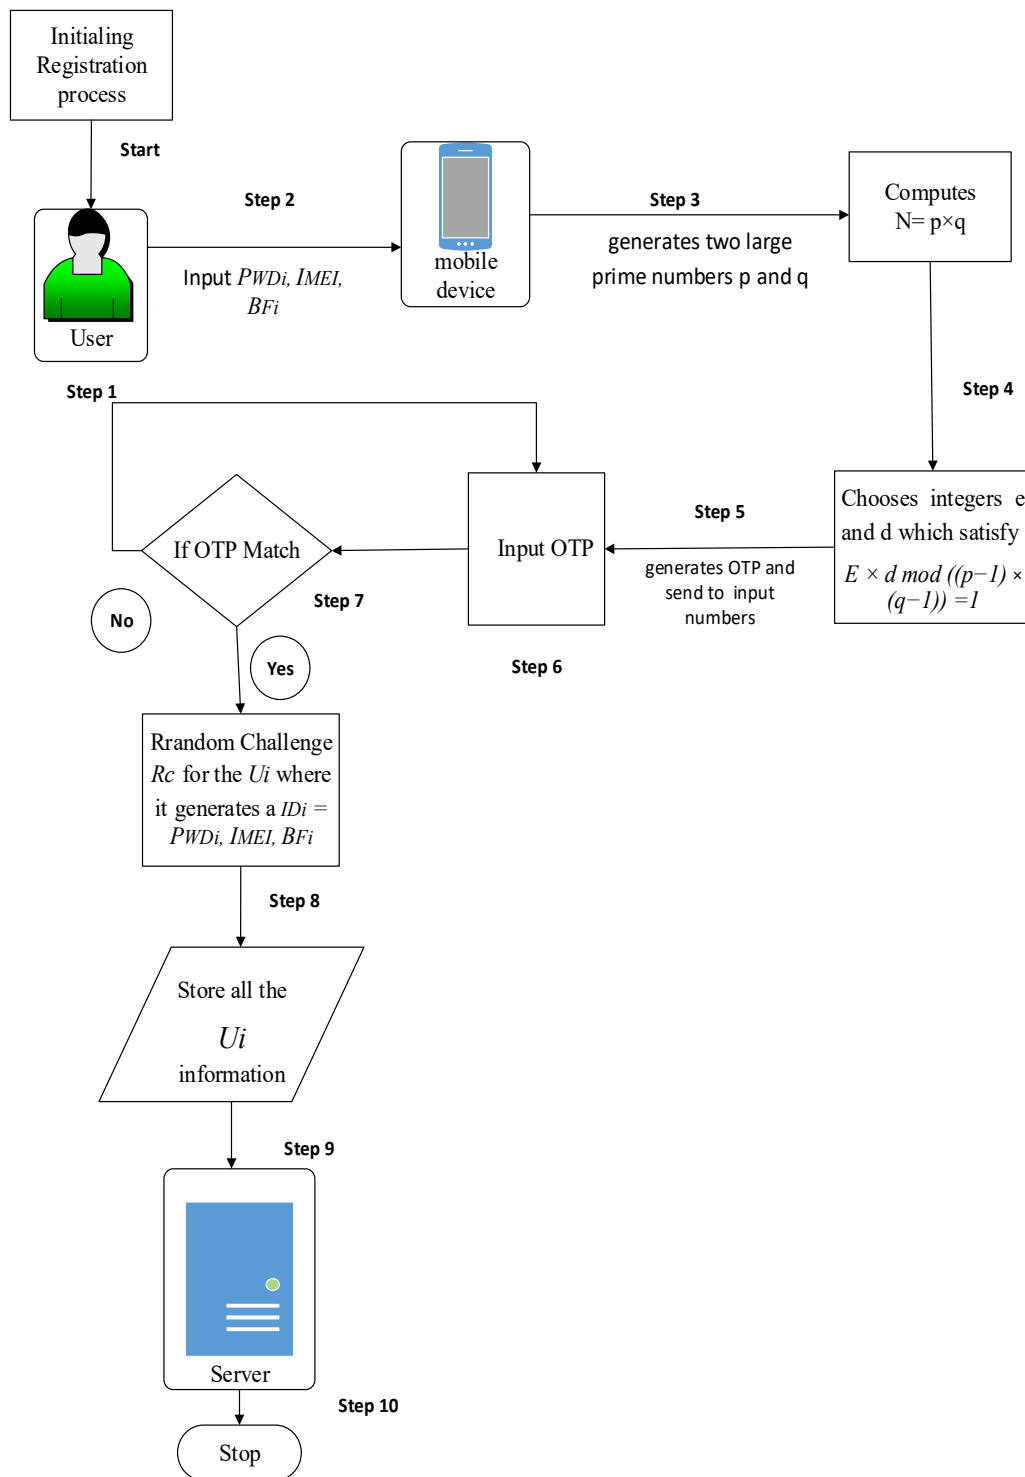 Initialing
Registration
process
Start
User
Step 1
Step 2
Input PWDi, IMEI,
BFi
mobile
device
Step 3
generates two large
prime numbers p and q
Computes
N= p×q
Step 4
Chooses integers e
and d which satisfy
E × d mod ((p−1) ×
(q−1)) =1
Step 5
generates OTP and
send to input
numbers
Input OTP
Step 6
If OTP Match
Step 7
No
Yes
Rrandom Challenge
Rc for the Ui where
it generates a IDi =
PWDi, IMEI, BFi
Step 8
Store all the
Ui
information
Step 9
Server
Step 10
Stop